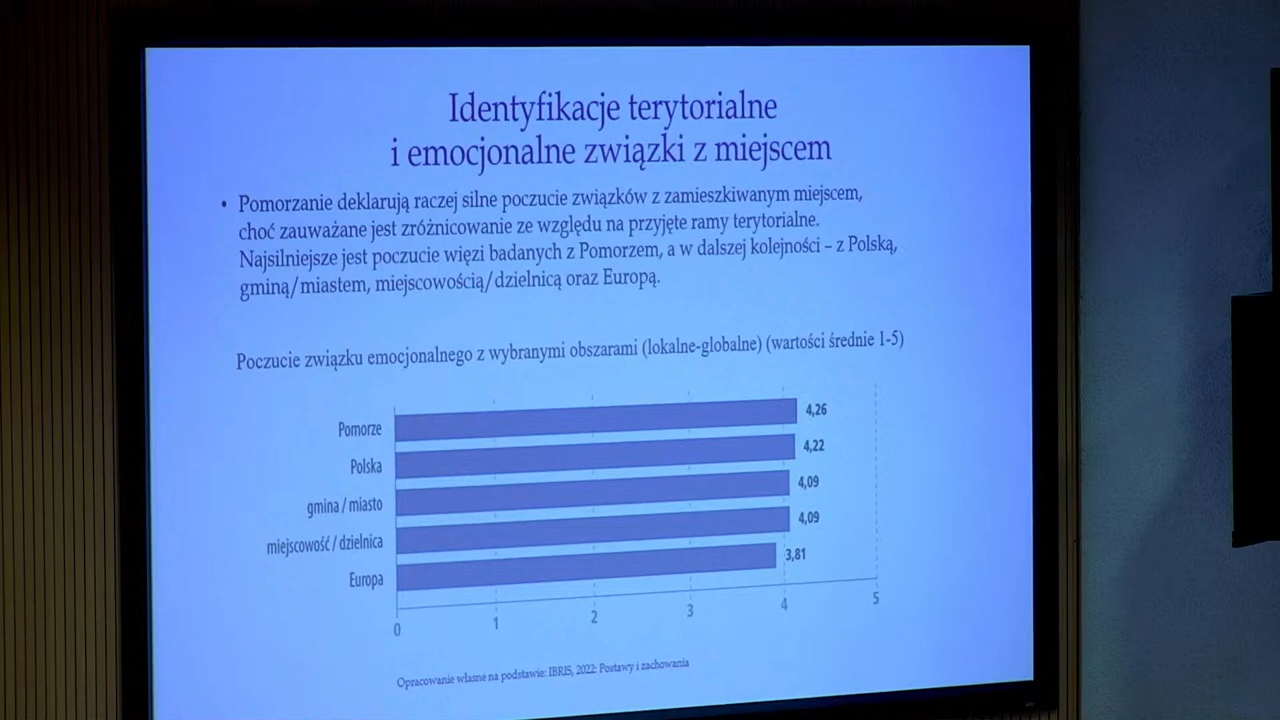 Identyfikacje terytorialne
i emocjonalne związki z miejscem
• Pomorzanie deklarują raczej silne poczucie związków z zamieszkiwanym miejscem,
choć zauważane jest zróżnicowanie ze względu na przyjęte ramy terytorialne.
Najsilniejsze jest poczucie więzi badanych z Pomorzem, a w dalszej kolejności – z Polską,
gminą/miastem, miejscowością/dzielnicą oraz Europą.
Poczucie związku emocjonalnego z wybranymi obszarami (lokalne-globalne) (wartości średnie 1-5)
Pomorze 4,26
Polska 4,22
gmina / miasto 4,09
miejscowość / dzielnica 4,09
Europa 3,81
0 1 2 3 4 5
Opracowanie własne na podstawie: IBRIS, 2022: Postawy i zachowania